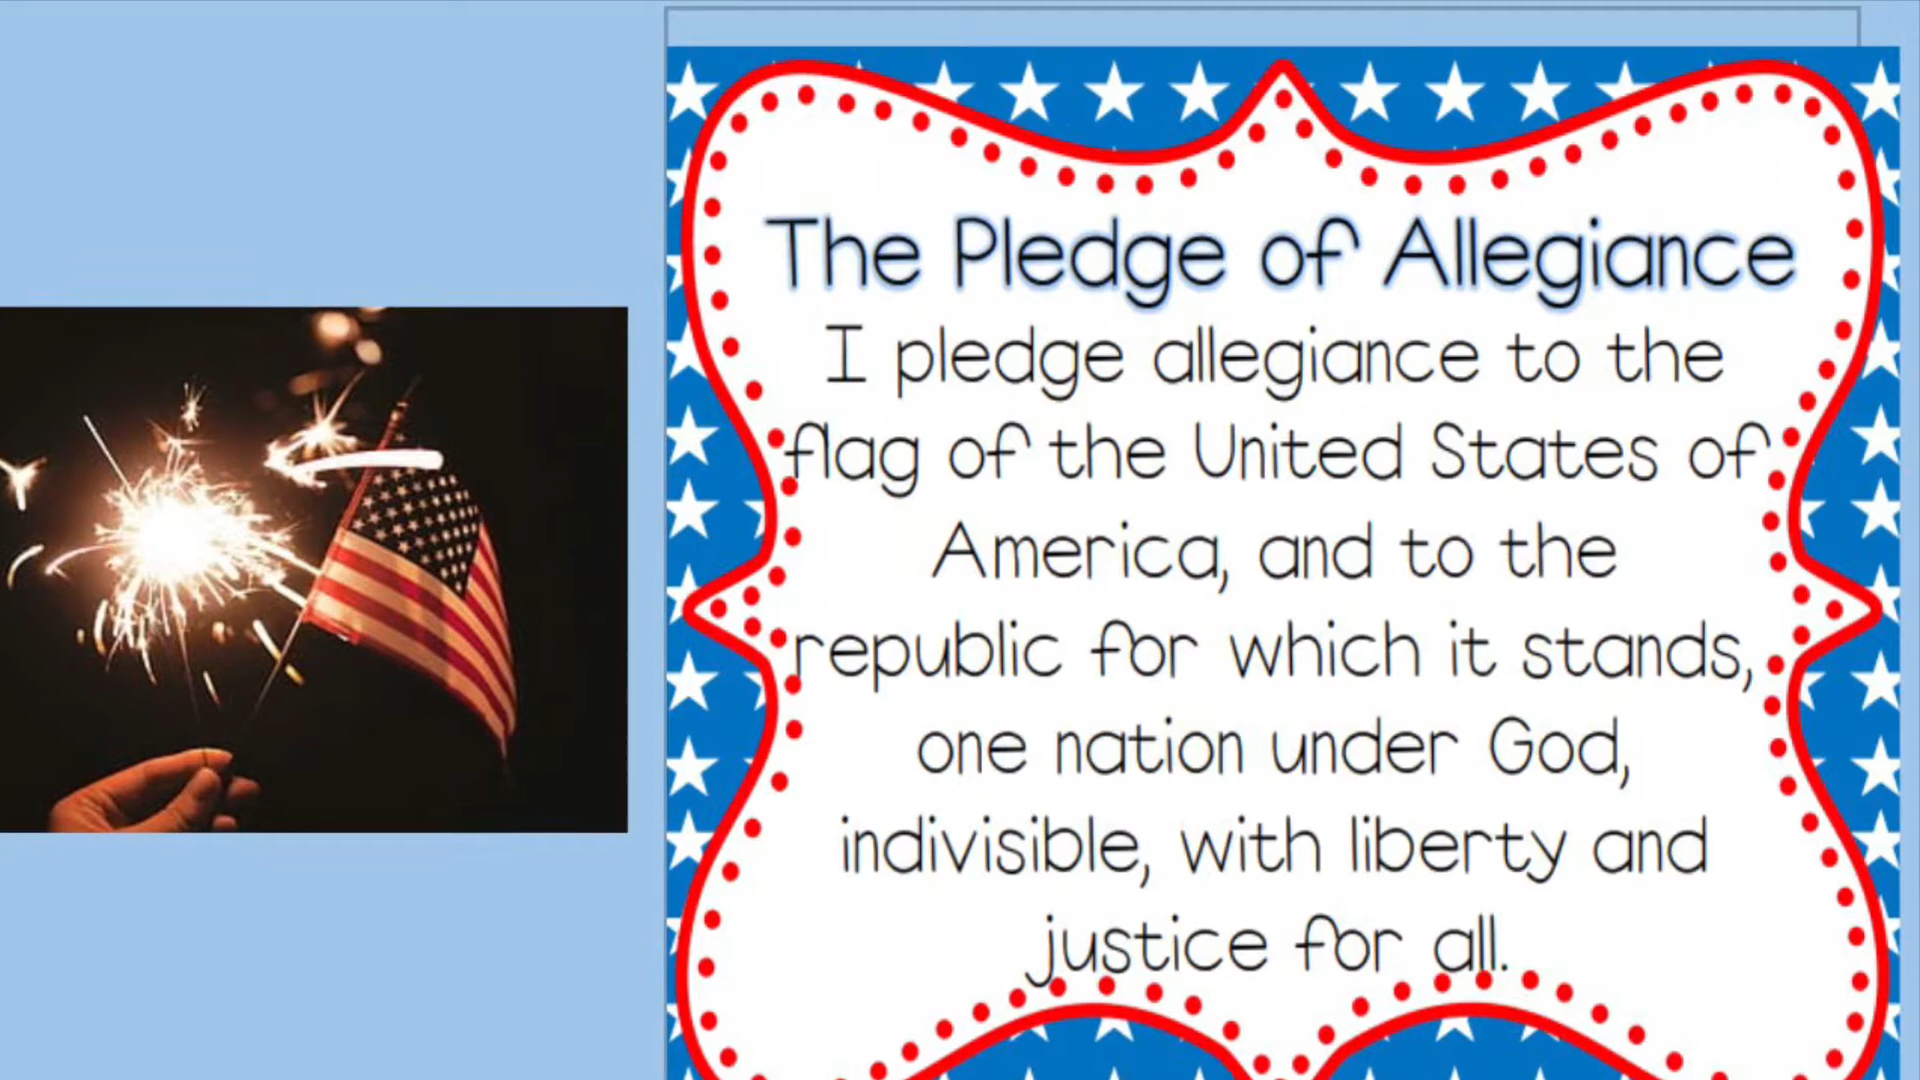 The Pledge of Allegiance
I pledge allegiance to the
flag of the United States of
America, and to the
republic for which it stands,
one nation under God,
indivisible, with liberty and
justice for all.